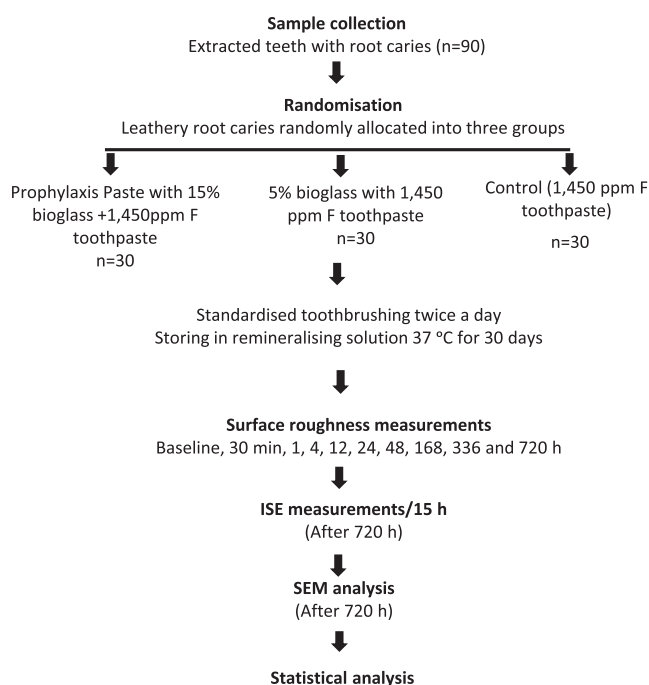 Sample collection
Extracted teeth with root caries (n=90)
Randomisation
Leathery root caries randomly allocated into three groups
Prophylaxis Paste with 15%
bioglass +1,450ppm F
toothpaste
n=30
5% bioglass with 1,450
ppm F toothpaste
n=30
Control (1,450 ppm F
toothpaste)
n=30
Standardised toothbrushing twice a day
Storing in remineralising solution 37 °C for 30 days
Surface roughness measurements
Baseline, 30 min, 1, 4, 12, 24, 48, 168, 336 and 720 h
ISE measurements/15 h
(After 720 h)
SEM analysis
(After 720 h)
Statistical analysis